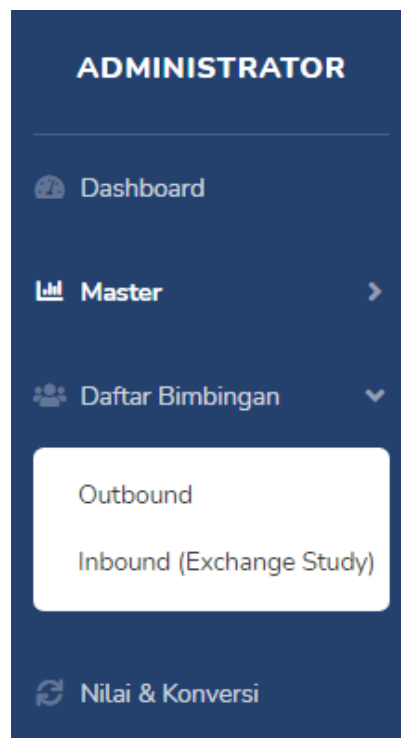 ADMINISTRATOR
Dashboard
Master
Daftar Bimbingan
Outbound
Inbound (Exchange Study)
Nilai & Konversi